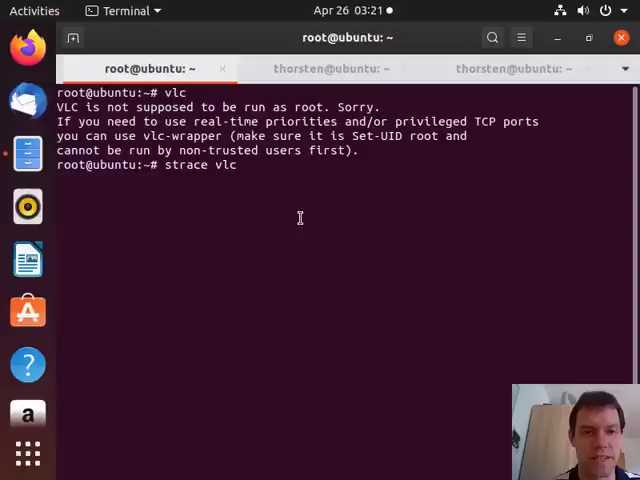 Activities
Terminal
Apr 26 03:21
root@ubuntu: ~
root@ubuntu: ~
thorsten@ubuntu: ~
thorsten@ubuntu: ~
root@ubuntu:~# vlc
VLC is not supposed to be run as root. Sorry.
If you need to use real-time priorities and/or privileged TCP ports
you can use vlc-wrapper (make sure it is Set-UID root and
cannot be run by non-trusted users first).
root@ubuntu:~# strace vlc
a